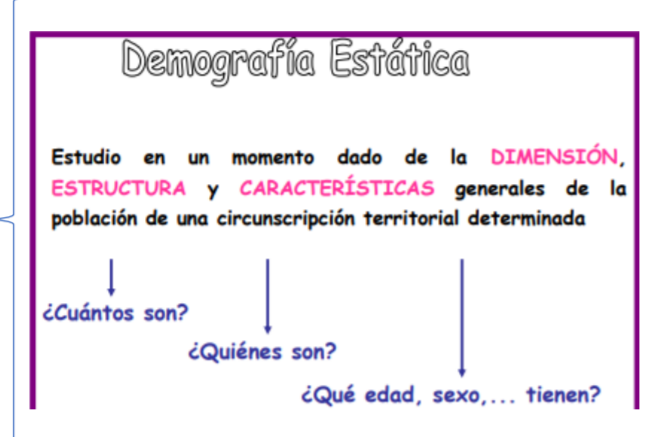 Demografía Estática
Estudio en un momento dado de la DIMENSIÓN,
ESTRUCTURA y CARACTERÍSTICAS generales de la
población de una circunscripción territorial determinada
¿Cuántos son?
¿Quiénes son?
¿Qué edad, sexo,... tienen?